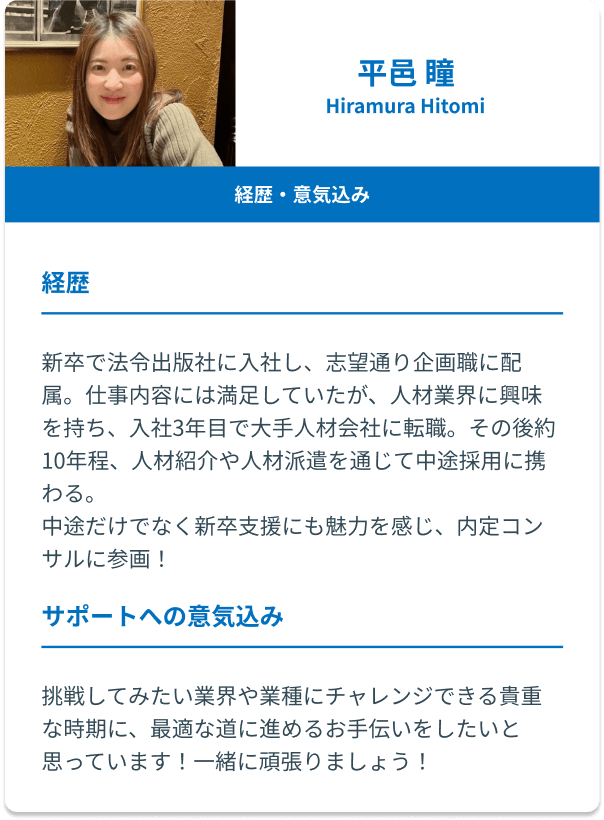 平邑 瞳
Hiramura Hitomi
経歴・意気込み
経歴
新卒で法令出版社に入社し、志望通り企画職に配
属。仕事内容には満足していたが、人材業界に興味
を持ち、入社3年目で大手人材会社に転職。その後約
10年程、人材紹介や人材派遣を通じて中途採用に携
わる。
中途だけでなく新卒支援にも魅力を感じ、内定コン
サルに参画！
サポートへの意気込み
挑戦してみたい業界や業種にチャレンジできる貴重
な時期に、最適な道に進めるお手伝いをしたいと
思っています！一緒に頑張りましょう！